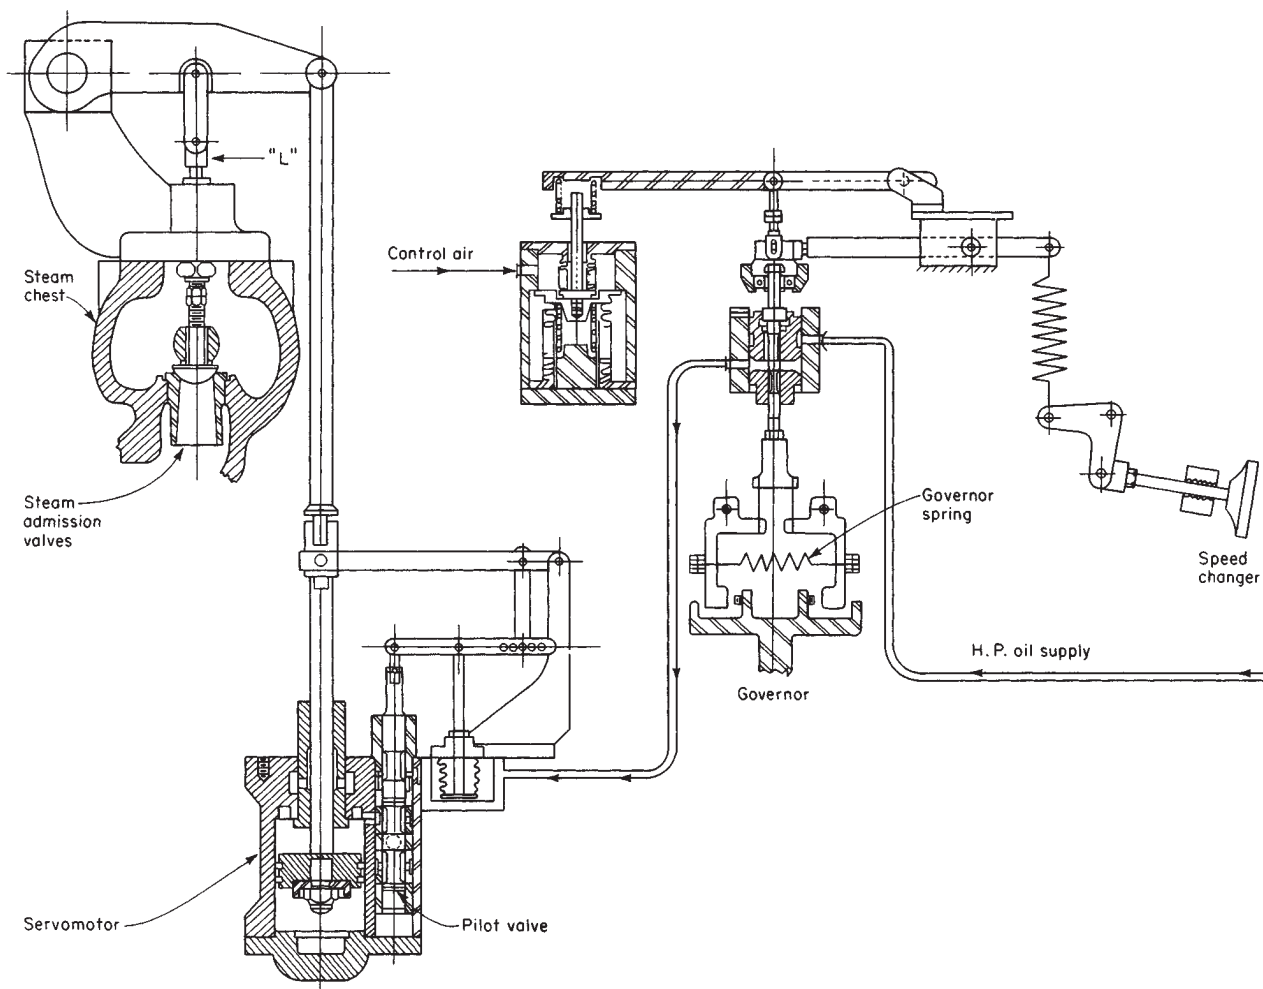 "L"
Control air
Steam
chest
Steam
admission
valves
Governor
spring
Speed
changer
H. P. oil supply
Governor
Servomotor
Pilot valve